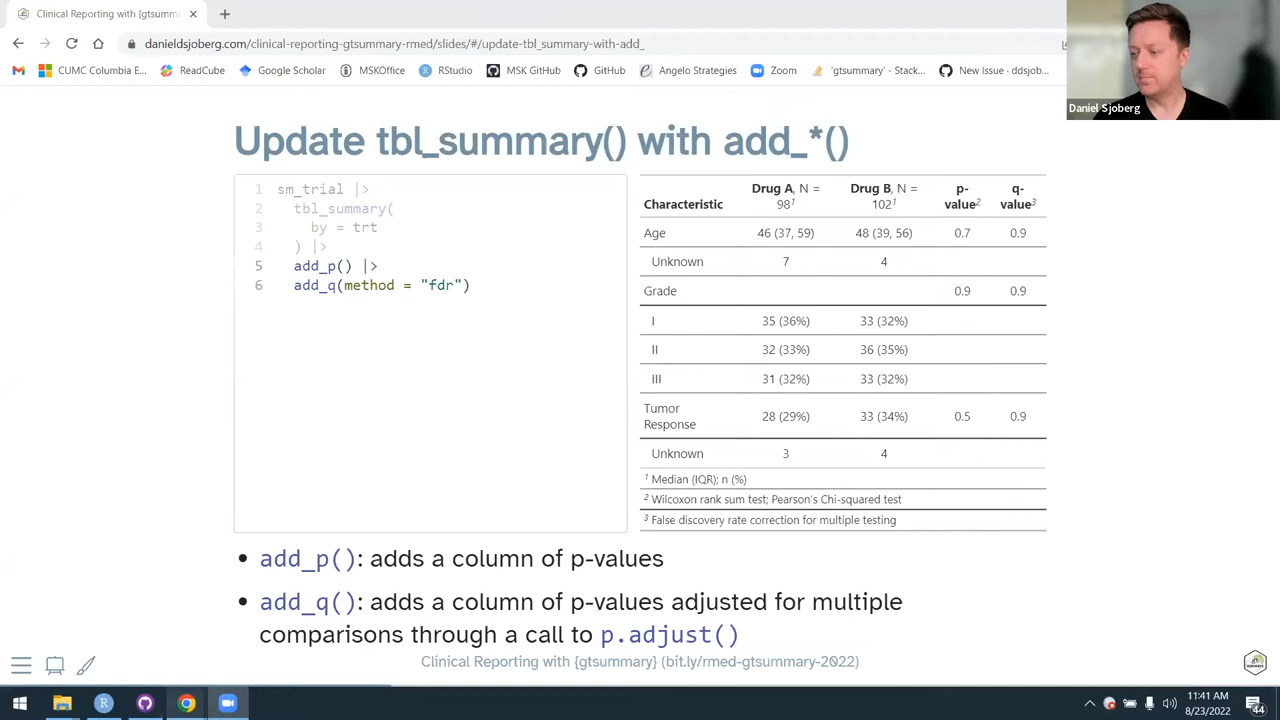 Clinical Reporting with {gtsumm
danieldsjoberg.com/clinical-reporting-gtsummary-rmed/slides/#/update-tbl_summary-with-add_
CUMC Columbia E... ReadCube Google Scholar MSKOffice RStudio MSK GitHub GitHub Angelo Strategies Zoom 'gtsummary' - Stack... New Issue · ddsjob...
Daniel Sjoberg
Update tbl_summary() with add_*()
1 sm_trial |>
2 tbl_summary(
3 by = trt
4 ) |>
5 add_p() |>
6 add_q(method = "fdr")
Characteristic Drug A, N = 98¹ Drug B, N = 102¹ p-value² q-value³
Age 46 (37, 59) 48 (39, 56) 0.7 0.9
Unknown 7 4
Grade 0.9 0.9
I 35 (36%) 33 (32%)
II 32 (33%) 36 (35%)
III 31 (32%) 33 (32%)
Tumor Response 28 (29%) 33 (34%) 0.5 0.9
Unknown 3 4
¹ Median (IQR); n (%)
² Wilcoxon rank sum test; Pearson's Chi-squared test
³ False discovery rate correction for multiple testing
• add_p(): adds a column of p-values
• add_q(): adds a column of p-values adjusted for multiple
comparisons through a call to p.adjust()
Clinical Reporting with {gtsummary} (bit.ly/rmed-gtsummary-2022)
11:41 AM
8/23/2022
44